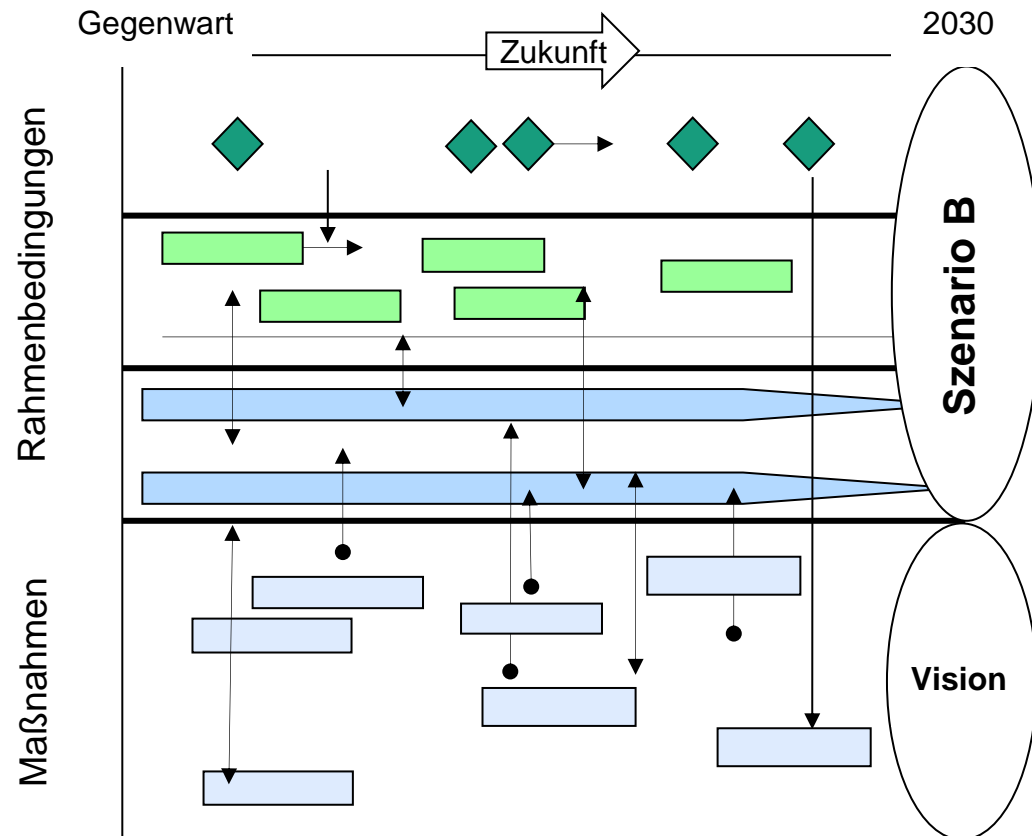 Gegenwart
Zukunft
2030
Rahmenbedingungen
Szenario B
Maßnahmen
Vision